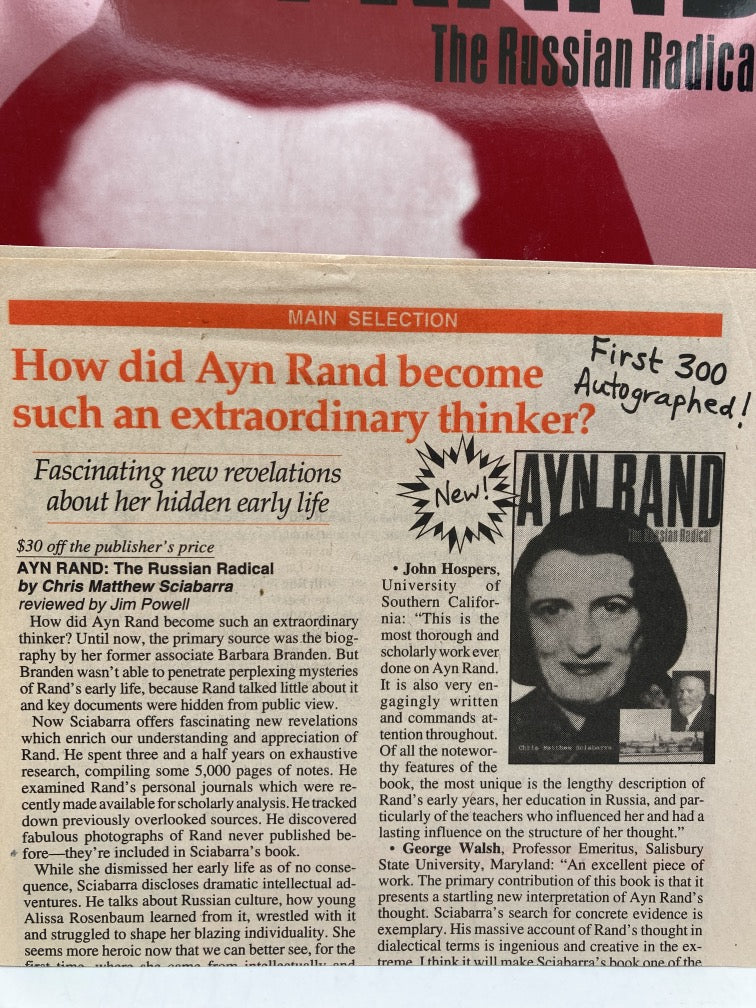 The Russian Radica
MAIN SELECTION
How did Ayn Rand become
such an extraordinary thinker?
First 300
Autographed!
Fascinating new revelations
about her hidden early life
$30 off the publisher's price
AYN RAND: The Russian Radical
by Chris Matthew Sciabarra
reviewed by Jim Powell
How did Ayn Rand become such an extraordinary
thinker? Until now, the primary source was the biog-
raphy by her former associate Barbara Branden. But
Branden wasn't able to penetrate perplexing mysteries
of Rand's early life, because Rand talked little about it
and key documents were hidden from public view.
Now Sciabarra offers fascinating new revelations
which enrich our understanding and appreciation of
Rand. He spent three and a half years on exhaustive
research, compiling some 5,000 pages of notes. He
examined Rand's personal journals which were re-
cently made available for scholarly analysis. He tracked
down previously overlooked sources. He discovered
fabulous photographs of Rand never published be-
fore—they're included in Sciabarra's book.
While she dismissed her early life as of no conse-
quence, Sciabarra discloses dramatic intellectual ad-
ventures. He talks about Russian culture, how young
Alissa Rosenbaum learned from it, wrestled with it
and struggled to shape her blazing individuality. She
seems more heroic now that we can better see, for the
first time, where she came from intellectually and
New!
AYN RAND
The Russian Radical
Chris Matthew Sciabarra
• John Hospers,
University of
Southern Califor-
nia: "This is the
most thorough and
scholarly work ever
done on Ayn Rand.
It is also very en-
gagingly written
and commands at-
tention throughout.
Of all the notewor-
thy features of the
book, the most unique is the lengthy description of
Rand's early years, her education in Russia, and par-
ticularly of the teachers who influenced her and had a
lasting influence on the structure of her thought."
• George Walsh, Professor Emeritus, Salisbury
State University, Maryland: "An excellent piece of
work. The primary contribution of this book is that it
presents a startling new interpretation of Ayn Rand's
thought. Sciabarra's search for concrete evidence is
exemplary. His massive account of Rand's thought in
dialectical terms is ingenious and creative in the ex-
treme. I think it will make Sciabarra's book one of the